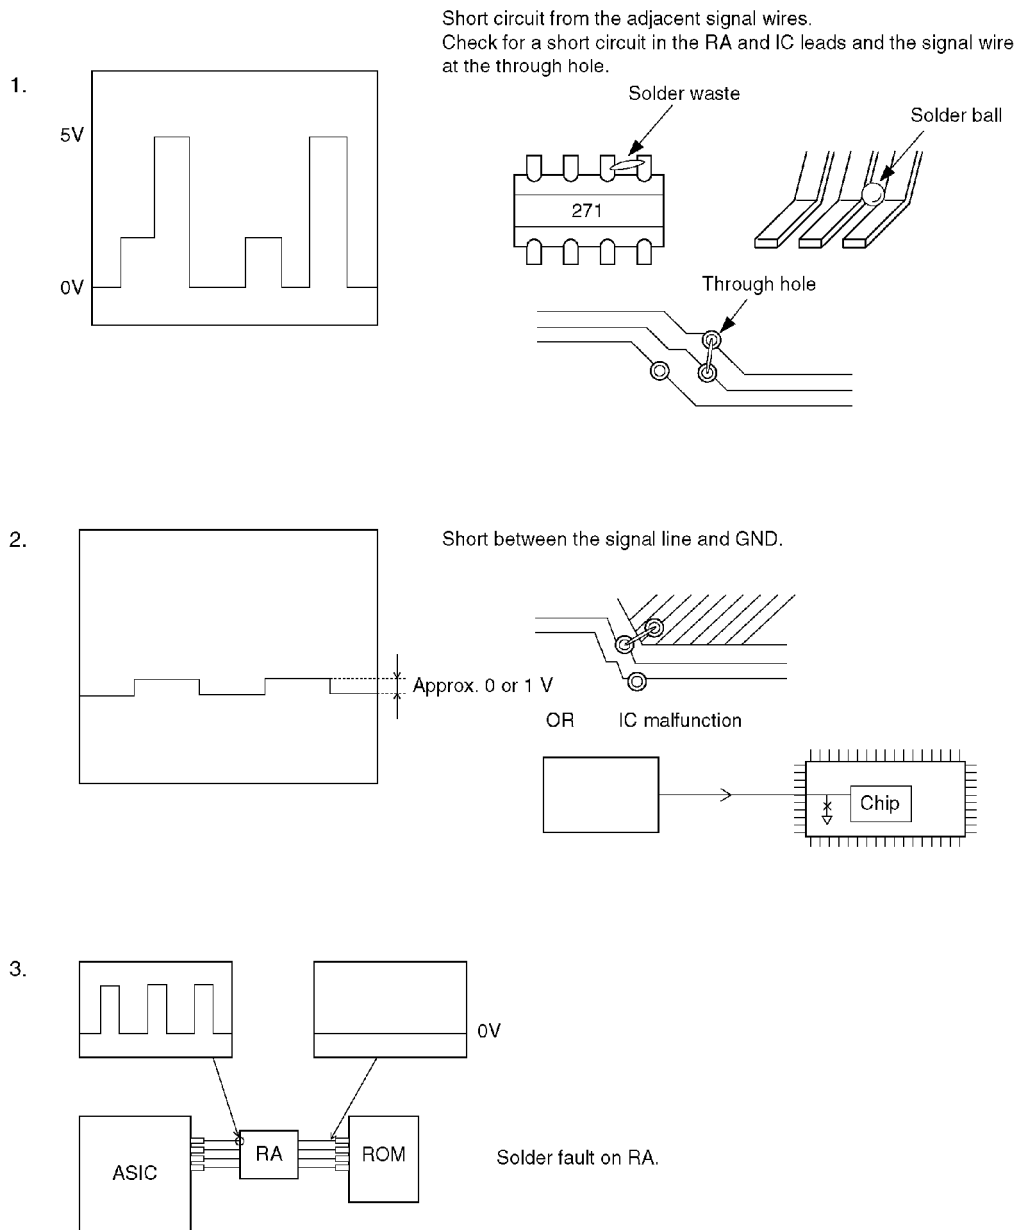 Short circuit from the adjacent signal wires.
Check for a short circuit in the RA and IC leads and the signal wire
at the through hole.
1.
5V
0V
Solder waste
271
Solder ball
Through hole
2.
Approx. 0 or 1 V
Short between the signal line and GND.
OR IC malfunction
Chip
3.
0V
ASIC
RA
ROM
Solder fault on RA.